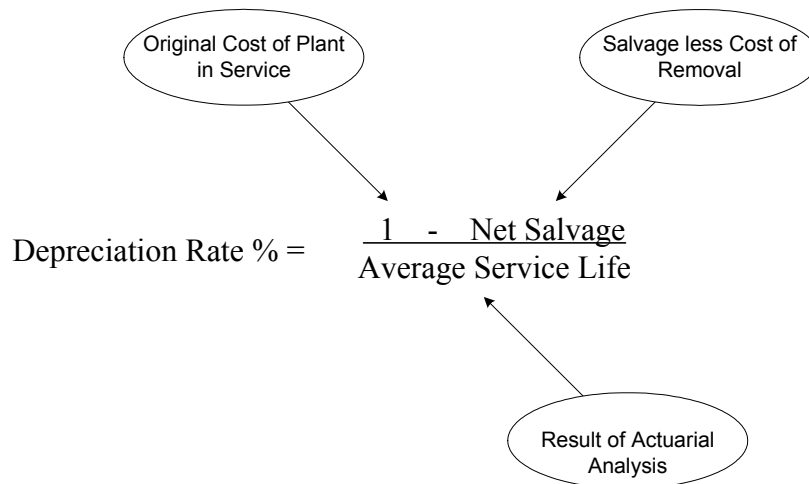 Original Cost of Plant
in Service
Salvage less Cost of
Removal
Depreciation Rate % =
1 - Net Salvage
Average Service Life
Result of Actuarial
Analysis